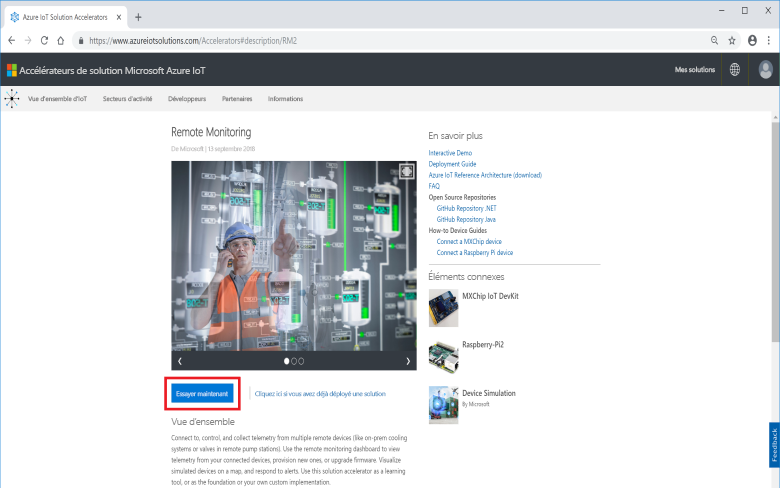 Azure IoT Solution Accelerators
https://www.azureiotsolutions.com/Accelerators#description/RM2
Accélérateurs de solution Microsoft Azure IoT
Mes solutions
Vue d'ensemble d'IoT
Secteurs d'activité
Développeurs
Partenaires
Informations
Remote Monitoring
De Microsoft | 13 septembre 2018
Essayer maintenant
Cliquez ici si vous avez déjà déployé une solution
Vue d'ensemble
Connect to, control, and collect telemetry from multiple remote devices (like on-prem cooling
systems or valves in remote pump stations). Use the remote monitoring dashboard to view
telemetry from your connected devices, provision new ones, or upgrade firmware. Visualize
simulated devices on a map, and respond to alerts. Use this solution accelerator as a learning
tool, or as the foundation or your own custom implementation.
En savoir plus
Interactive Demo
Deployment Guide
Azure IoT Reference Architecture (download)
FAQ
Open Source Repositories
GitHub Repository .NET
GitHub Repository Java
How-to Device Guides
Connect a MXChip device
Connect a Raspberry Pi device
Éléments connexes
MXChip IoT DevKit
Raspberry-Pi2
Device Simulation
By Microsoft
Feedback